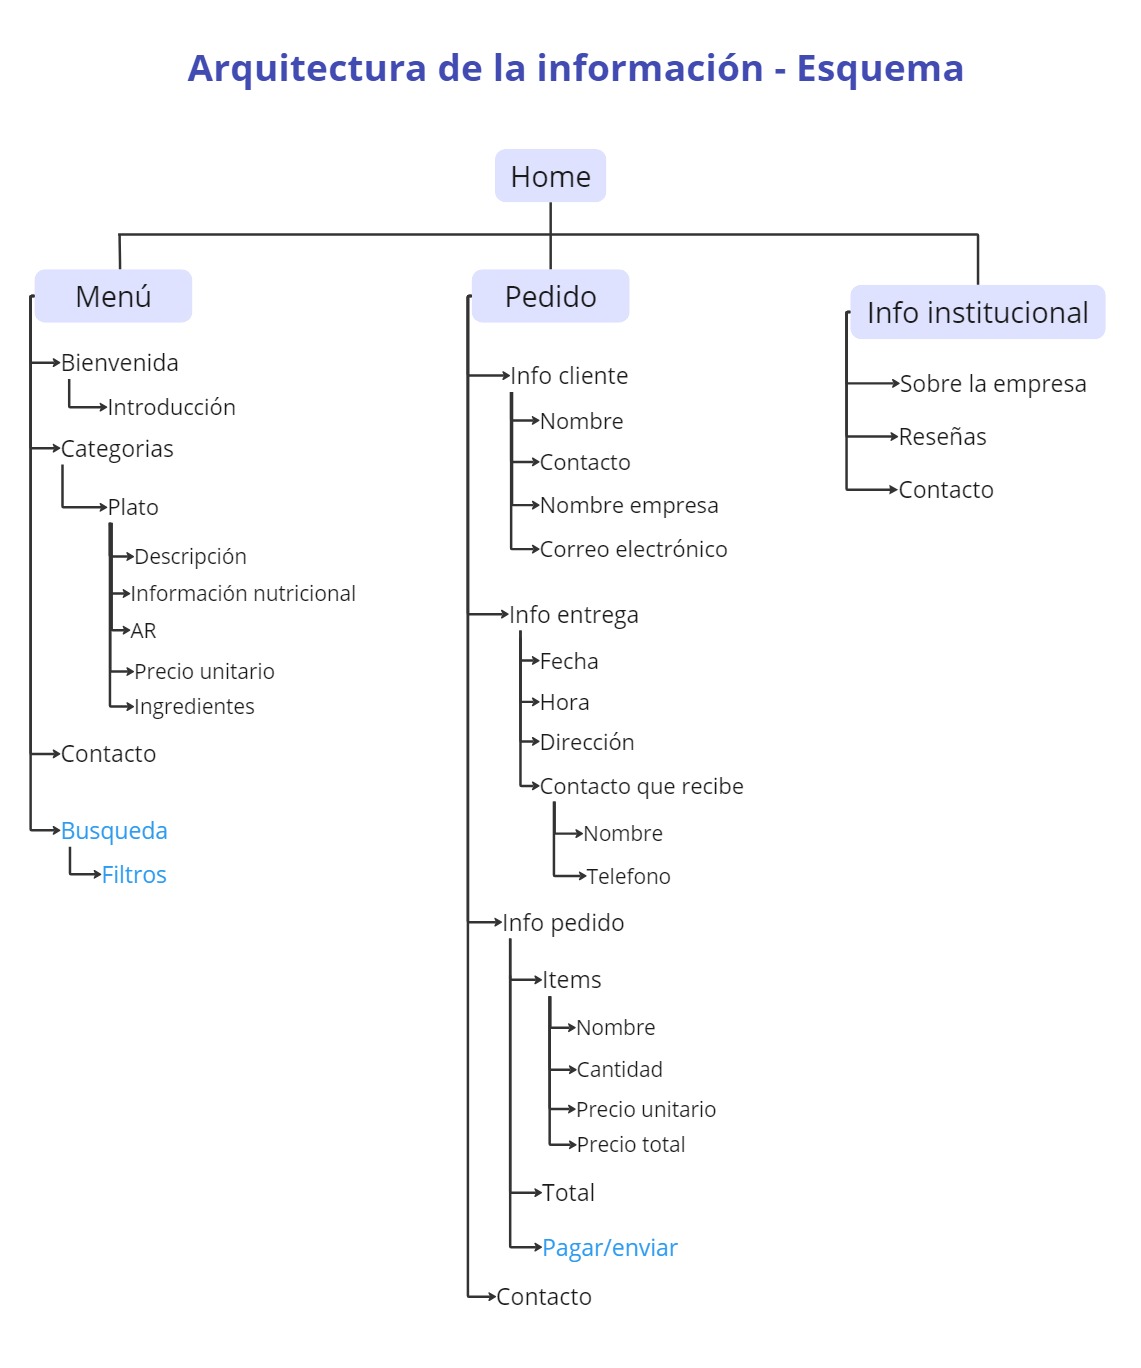 Arquitectura de la información - Esquema
Home
Menú
Bienvenida
Introducción
Categorias
Plato
Descripción
Información nutricional
AR
Precio unitario
Ingredientes
Contacto
Busqueda
Filtros
Pedido
Info cliente
Nombre
Contacto
Nombre empresa
Correo electrónico
Info entrega
Fecha
Hora
Dirección
Contacto que recibe
Nombre
Telefono
Info pedido
Items
Nombre
Cantidad
Precio unitario
Precio total
Total
Pagar/enviar
Contacto
Info institucional
Sobre la empresa
Reseñas
Contacto